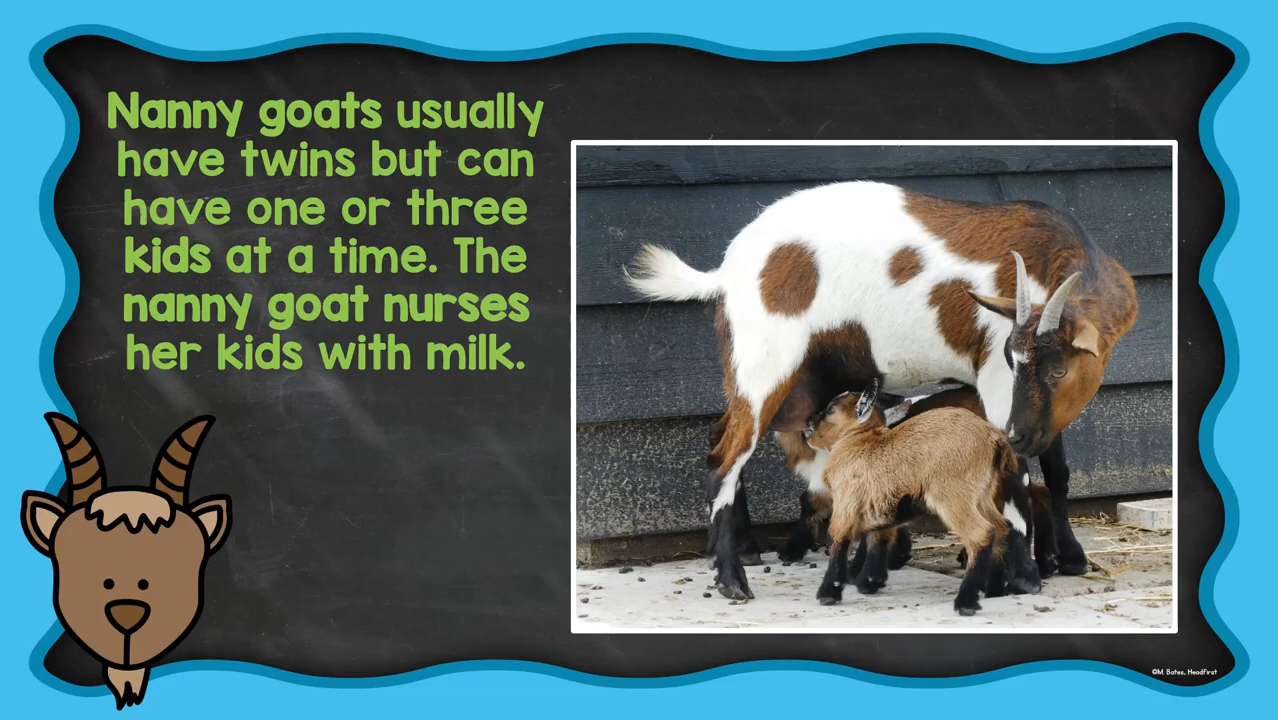 Nanny goats usually
have twins but can
have one or three
kids at a time. The
nanny goat nurses
her kids with milk.
©M. Bates, Headfirst